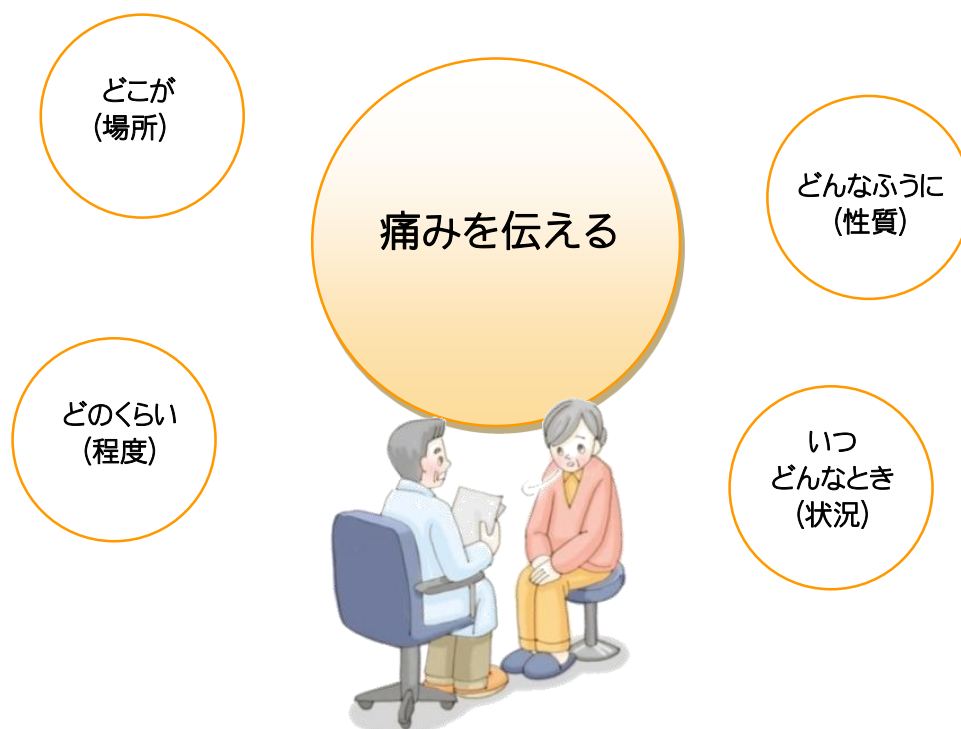 どこが
(場所)
痛みを伝える
どんなふうに
(性質)
どのくらい
(程度)
いつ
どんなとき
(状況)